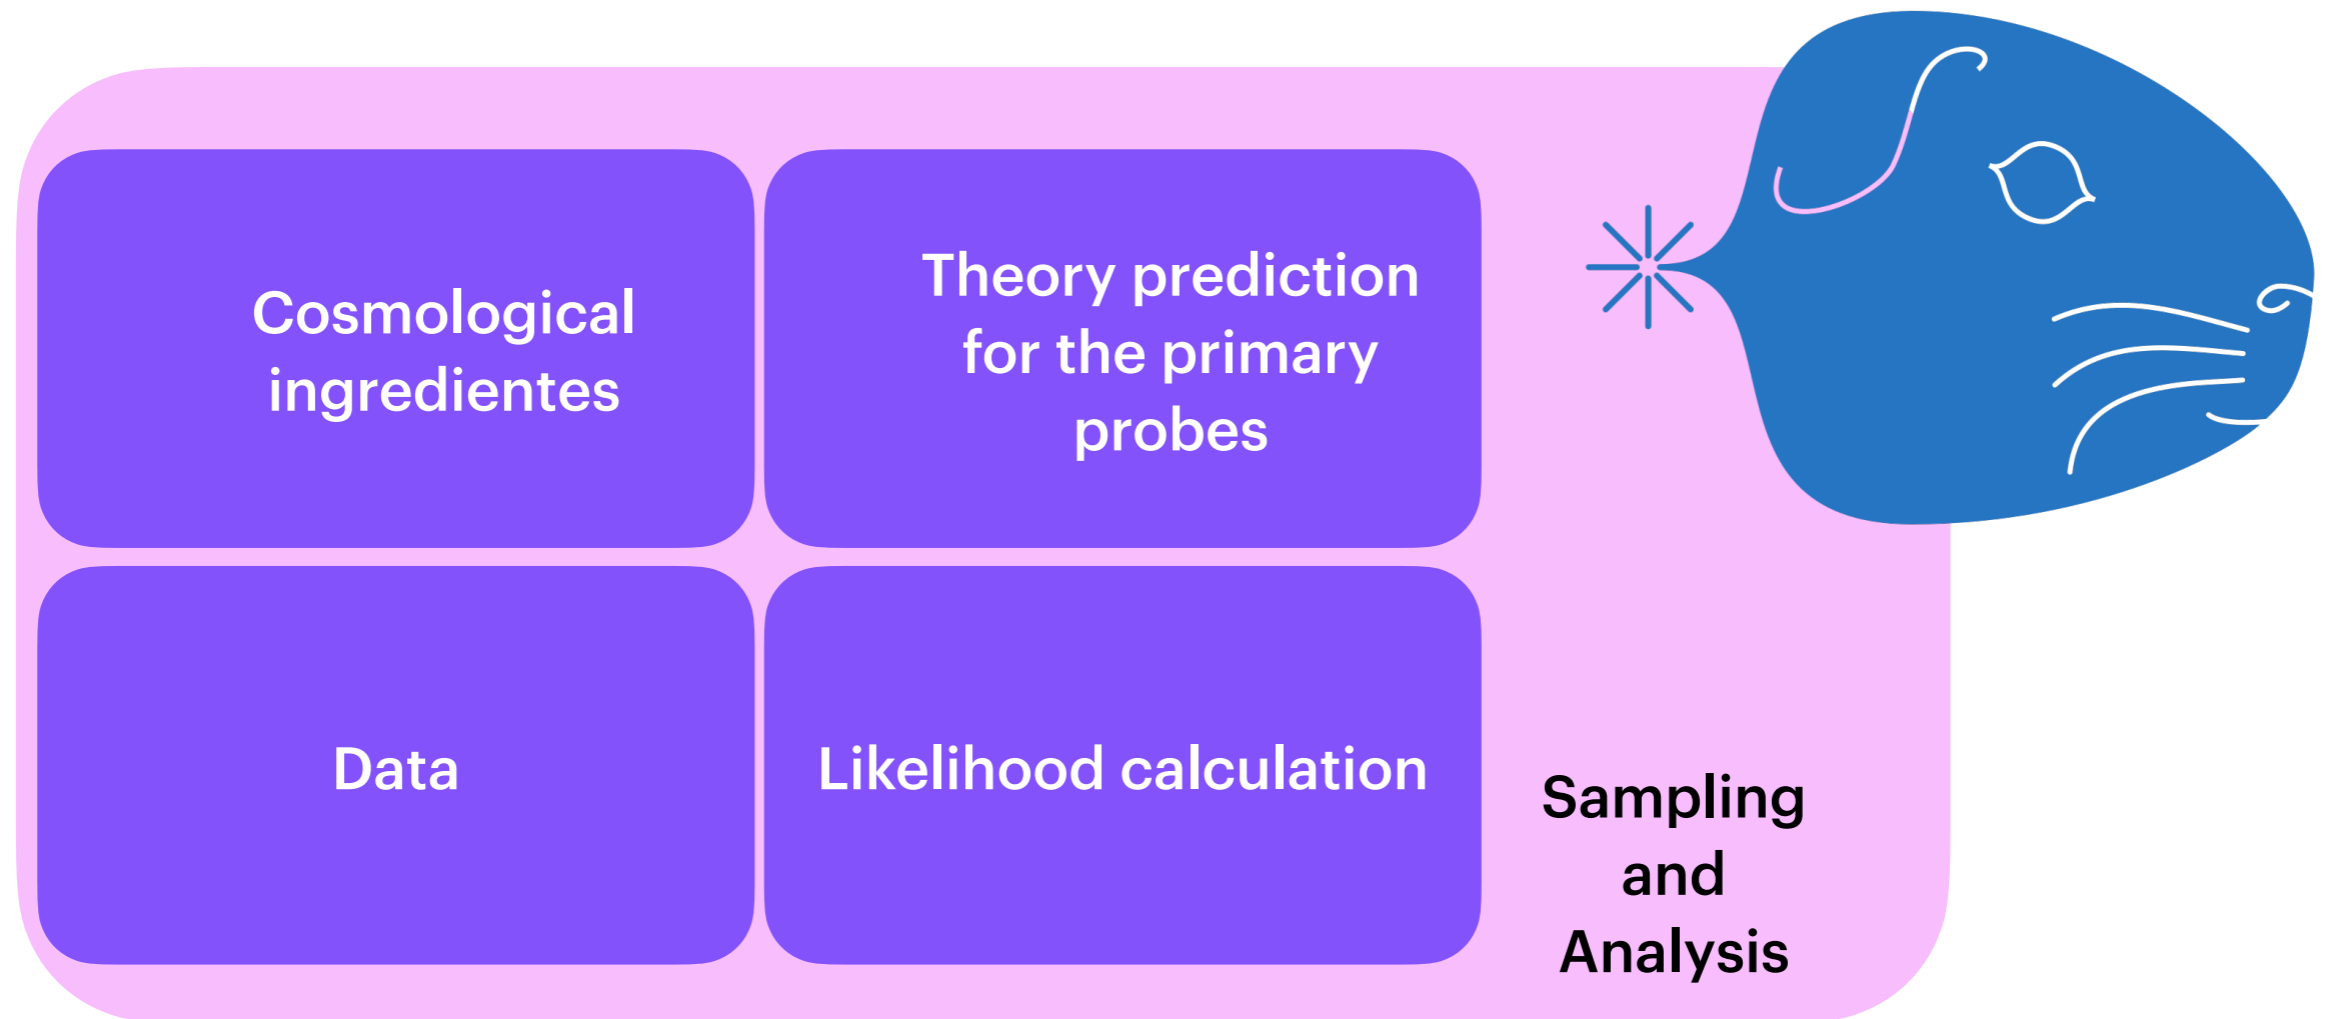 Cosmological
ingredientes
Theory prediction
for the primary
probes
Data
Likelihood calculation
Sampling
and
Analysis